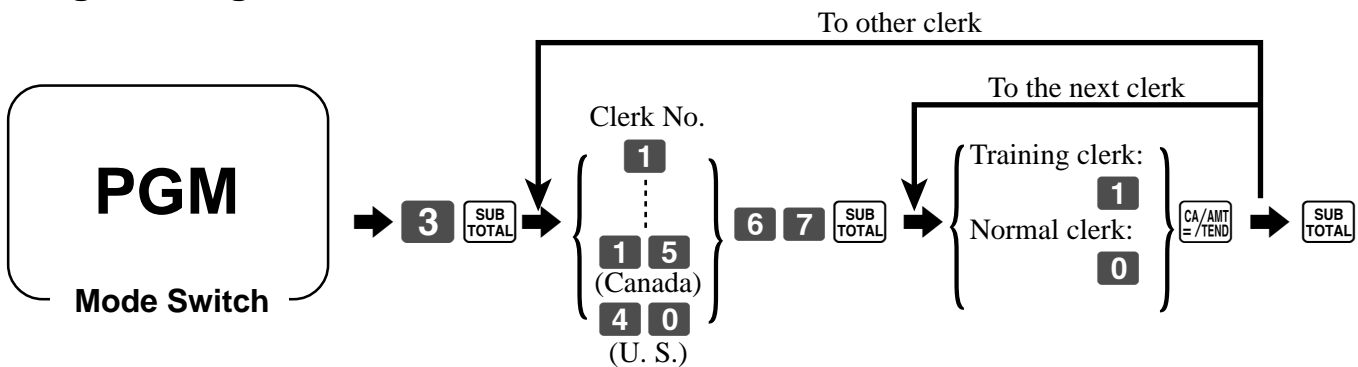 To other clerk
To the next clerk
Clerk No.
1
Training clerk:
PGM
1
3 SUB TOTAL
6 7 SUB TOTAL
CA/AMT =/TEND
SUB TOTAL
1 5
Normal clerk:
(Canada)
0
Mode Switch
4 0
(U. S.)